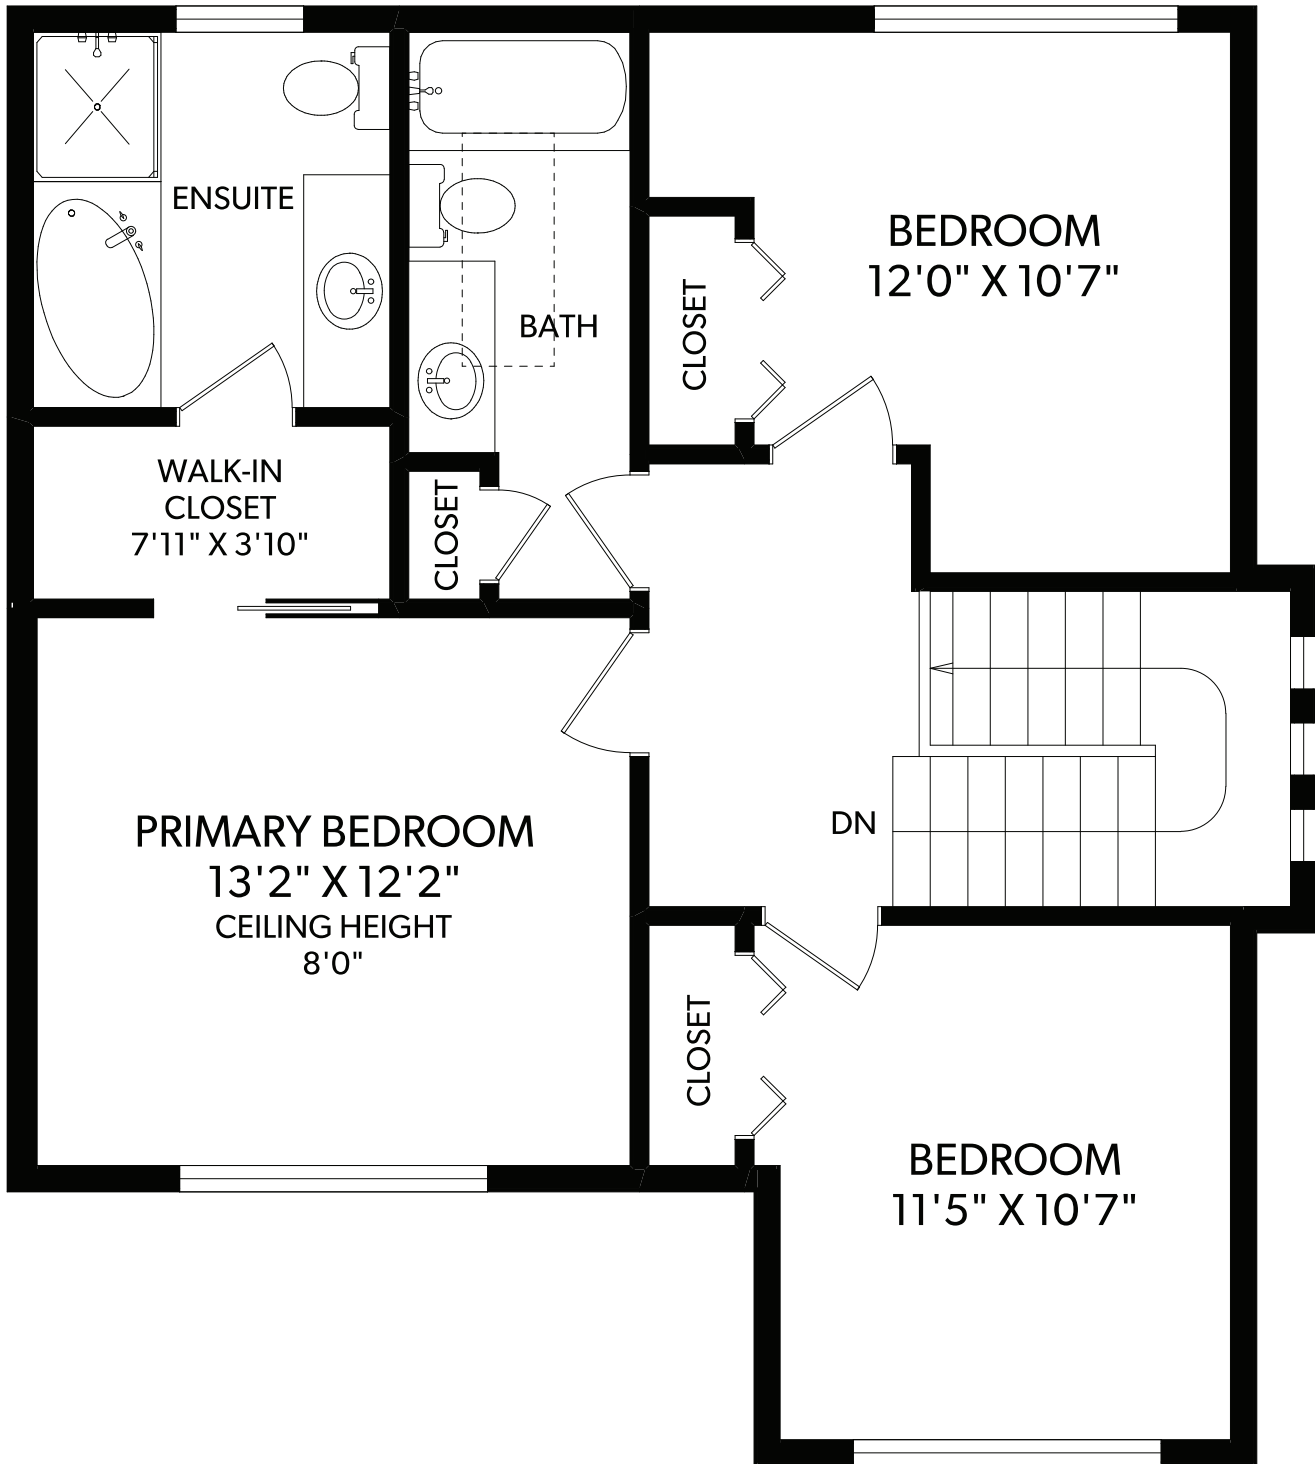 ENSUITE
BATH
BEDROOM
12'0" X 10'7"
CLOSET
WALK-IN
CLOSET
7'11" X 3'10"
CLOSET
PRIMARY BEDROOM
13'2" X 12'2"
CEILING HEIGHT
8'0"
DN
CLOSET
BEDROOM
11'5" X 10'7"